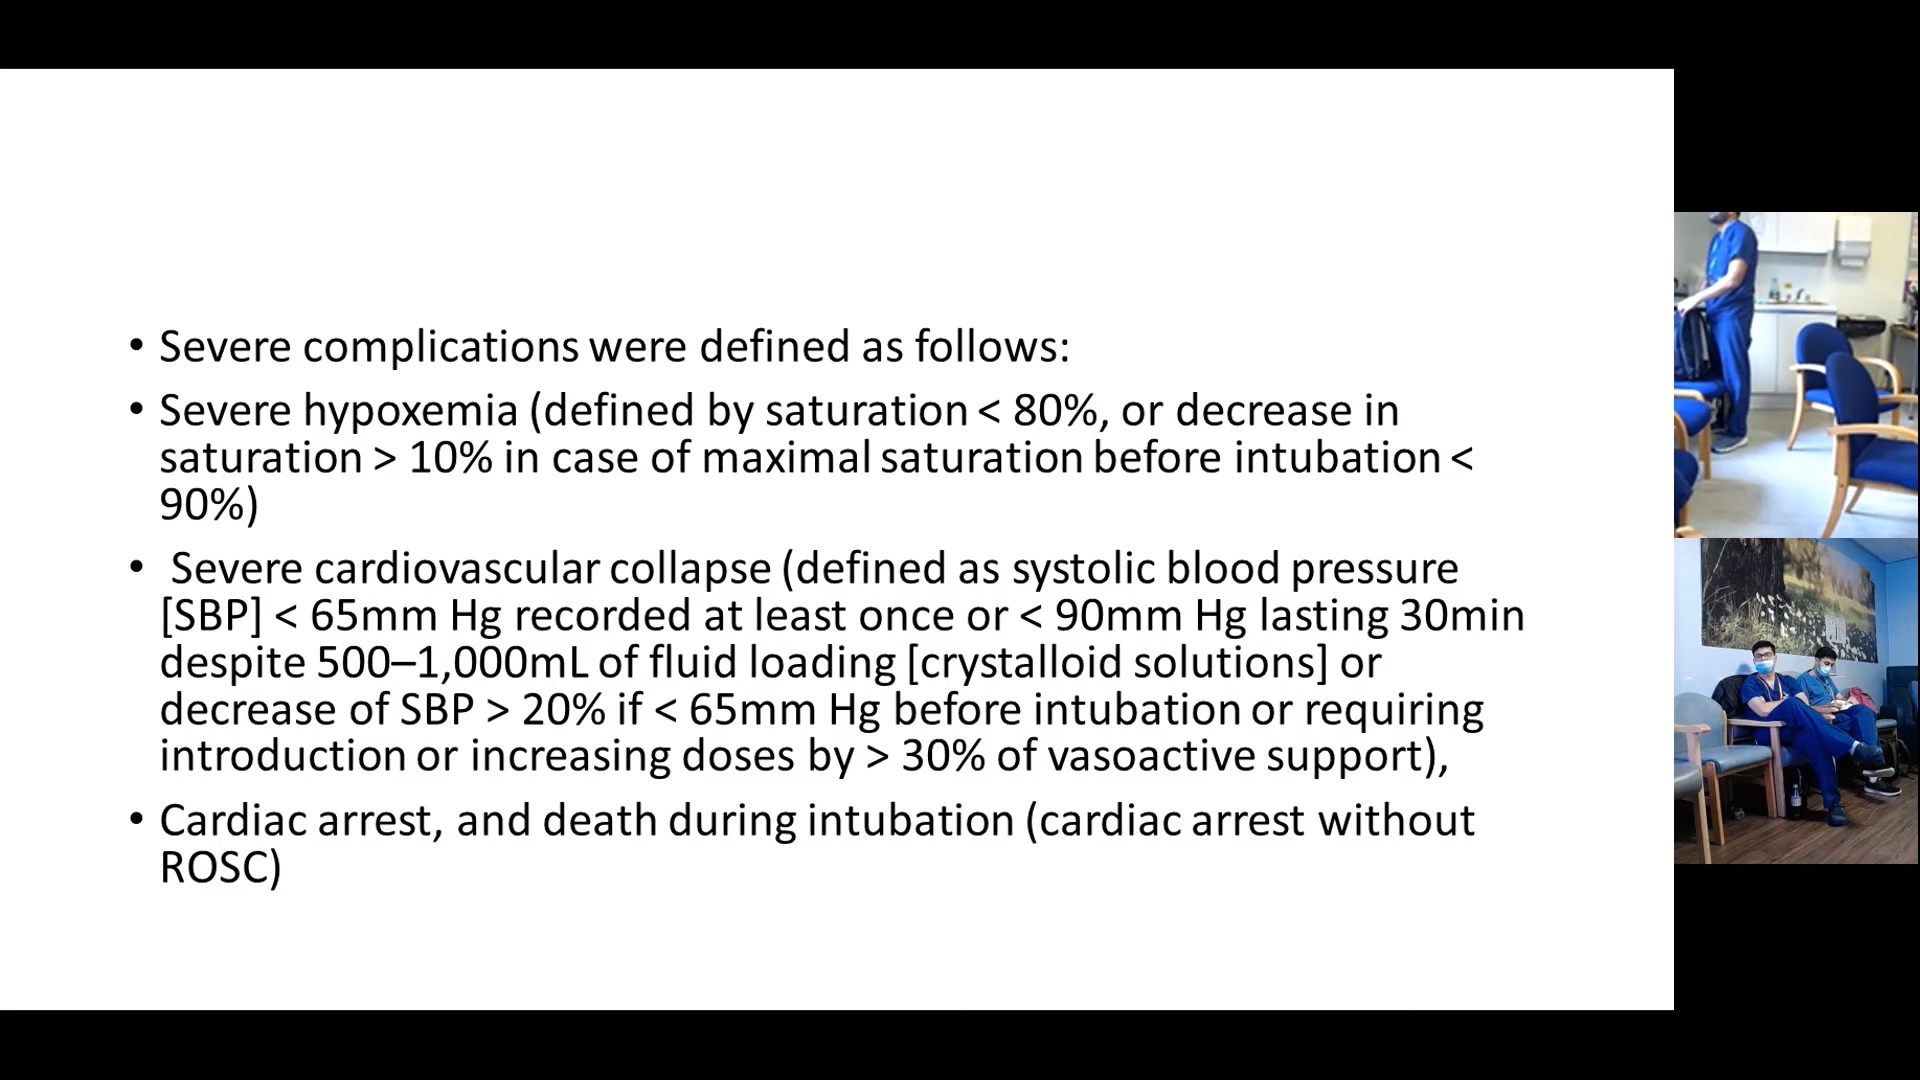 • Severe complications were defined as follows:
• Severe hypoxemia (defined by saturation < 80%, or decrease in
saturation > 10% in case of maximal saturation before intubation <
90%)
• Severe cardiovascular collapse (defined as systolic blood pressure
[SBP] < 65mm Hg recorded at least once or < 90mm Hg lasting 30min
despite 500–1,000mL of fluid loading [crystalloid solutions] or
decrease of SBP > 20% if < 65mm Hg before intubation or requiring
introduction or increasing doses by > 30% of vasoactive support),
• Cardiac arrest, and death during intubation (cardiac arrest without
ROSC)